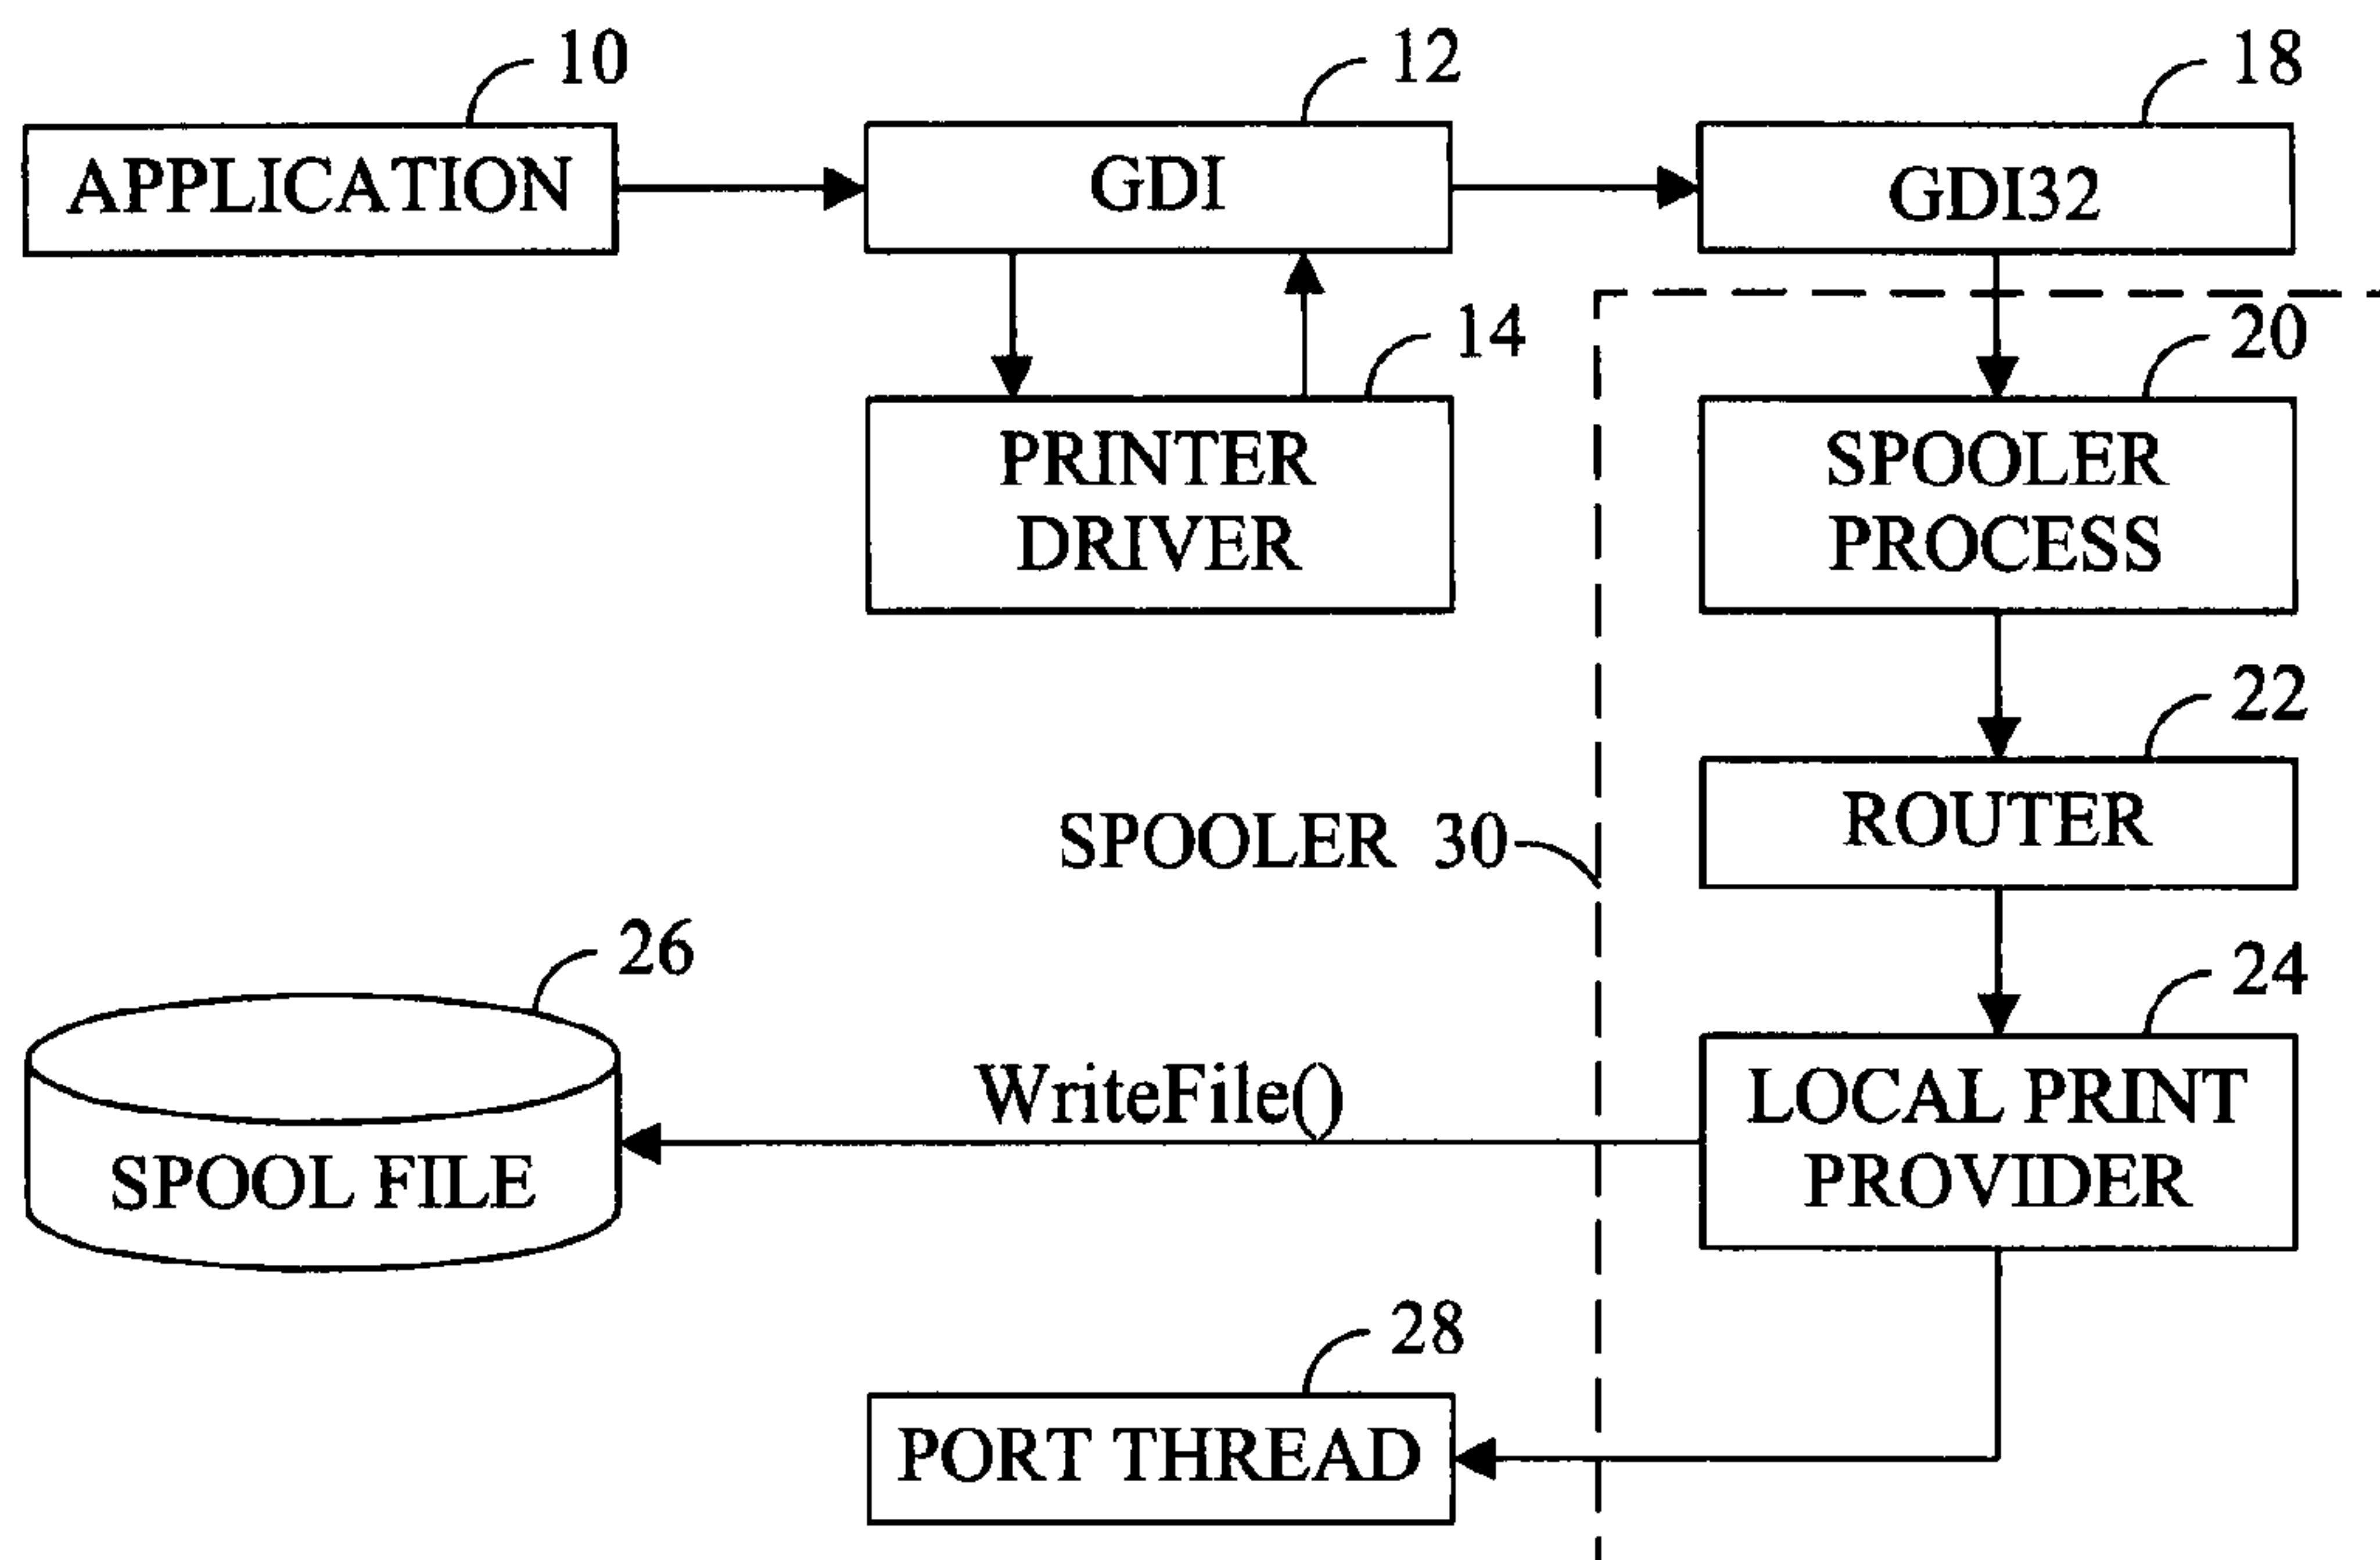 10
12
18
APPLICATION
GDI
GDI32
14
20
PRINTER
DRIVER
SPOOLER
PROCESS
22
ROUTER
SPOOLER 30
26
24
WriteFile()
LOCAL PRINT
PROVIDER
SPOOL FILE
28
PORT THREAD